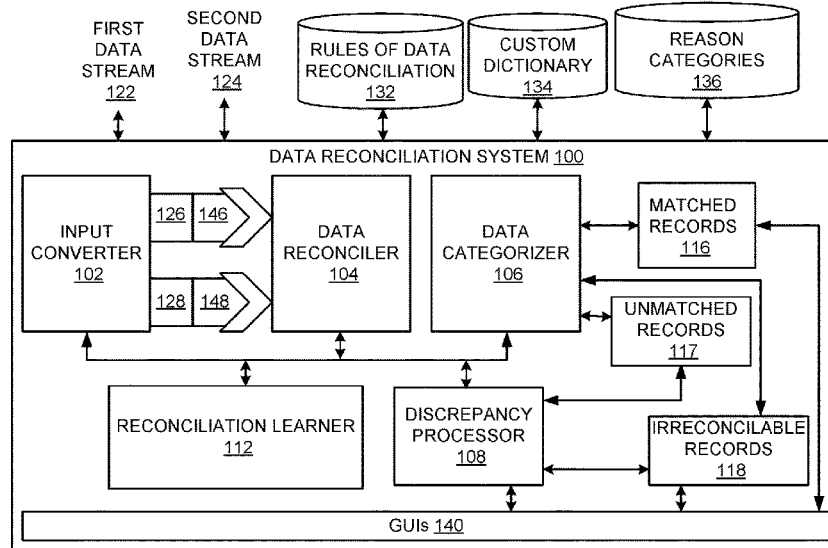 FIRST
DATA
STREAM
122
SECOND
DATA
STREAM
124
RULES OF DATA
RECONCILIATION
132
CUSTOM
DICTIONARY
134
REASON
CATEGORIES
136
DATA RECONCILIATION SYSTEM 100
INPUT
CONVERTER
102
126 146
128 148
DATA
RECONCILER
104
DATA
CATEGORIZER
106
MATCHED
RECORDS
116
UNMATCHED
RECORDS
117
RECONCILIATION LEARNER
112
DISCREPANCY
PROCESSOR
108
IRRECONCILABLE
RECORDS
118
GUIs 140